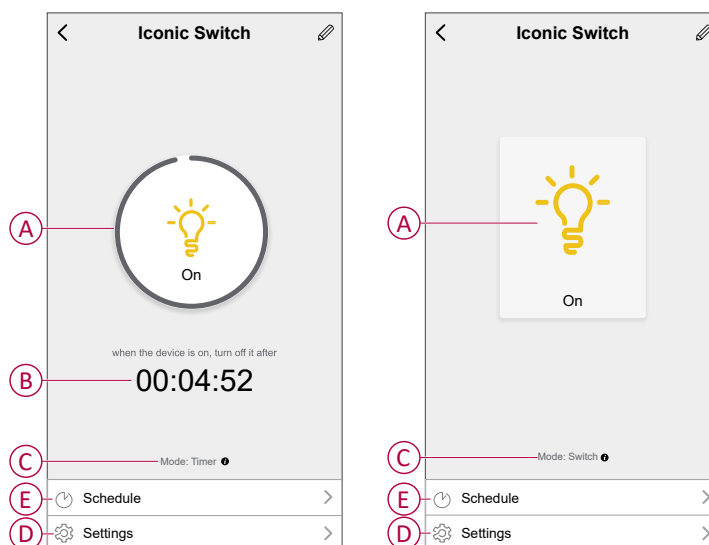 Iconic Switch
A
On
when the device is on, turn off it after
B
00:04:52
C
Mode: Timer
E
Schedule
D
Settings
Iconic Switch
A
On
C
Mode: Switch
E
Schedule
D
Settings